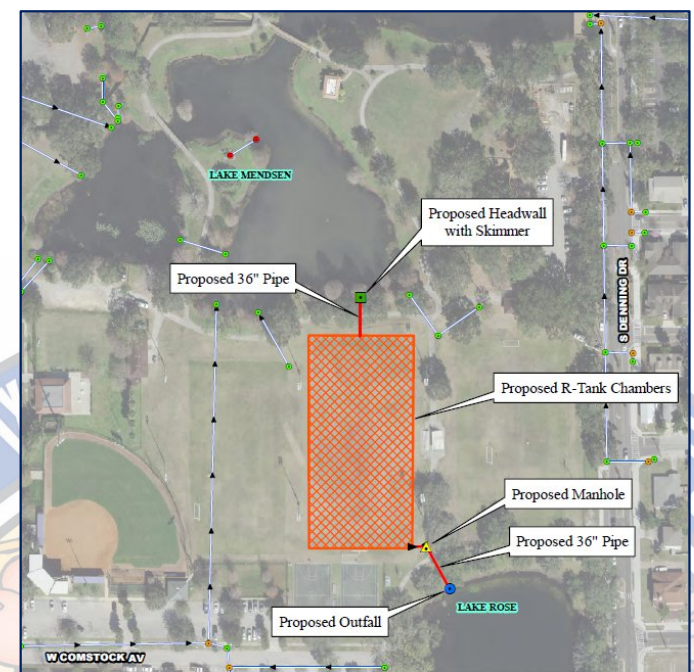 LAKE MENDSEN
Proposed Headwall
with Skimmer
Proposed 36" Pipe
S DENNING DR
Proposed R-Tank Chambers
Proposed Manhole
Proposed 36" Pipe
LAKE ROSE
Proposed Outfall
W COMSTOCK AV